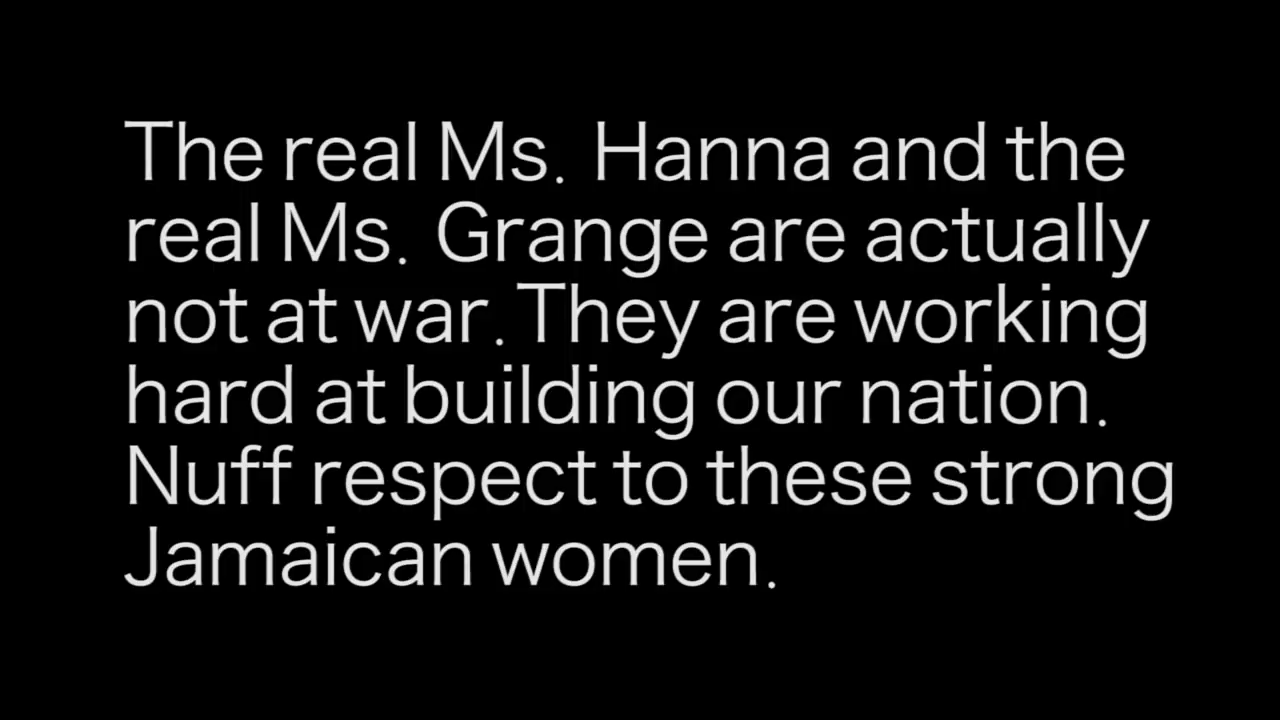 The real Ms. Hanna and the
real Ms. Grange are actually
not at war. They are working
hard at building our nation.
Nuff respect to these strong
Jamaican women.